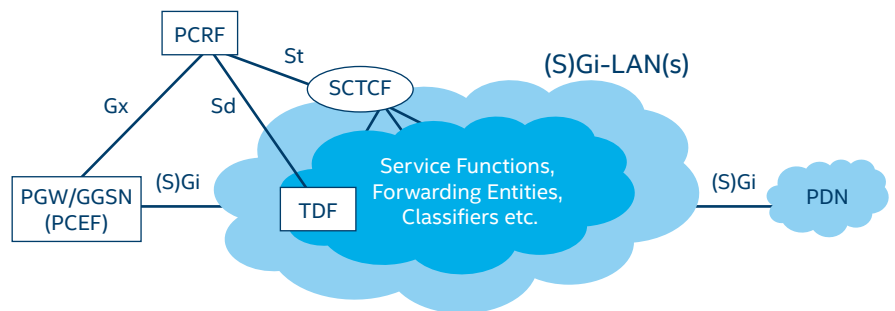 PCRF
St
(S)Gi-LAN(s)
SCTCF
Gx
Sd
Service Functions,
Forwarding Entities,
Classifiers etc.
(S)Gi
(S)Gi
PGW/GGSN
(PCEF)
TDF
PDN